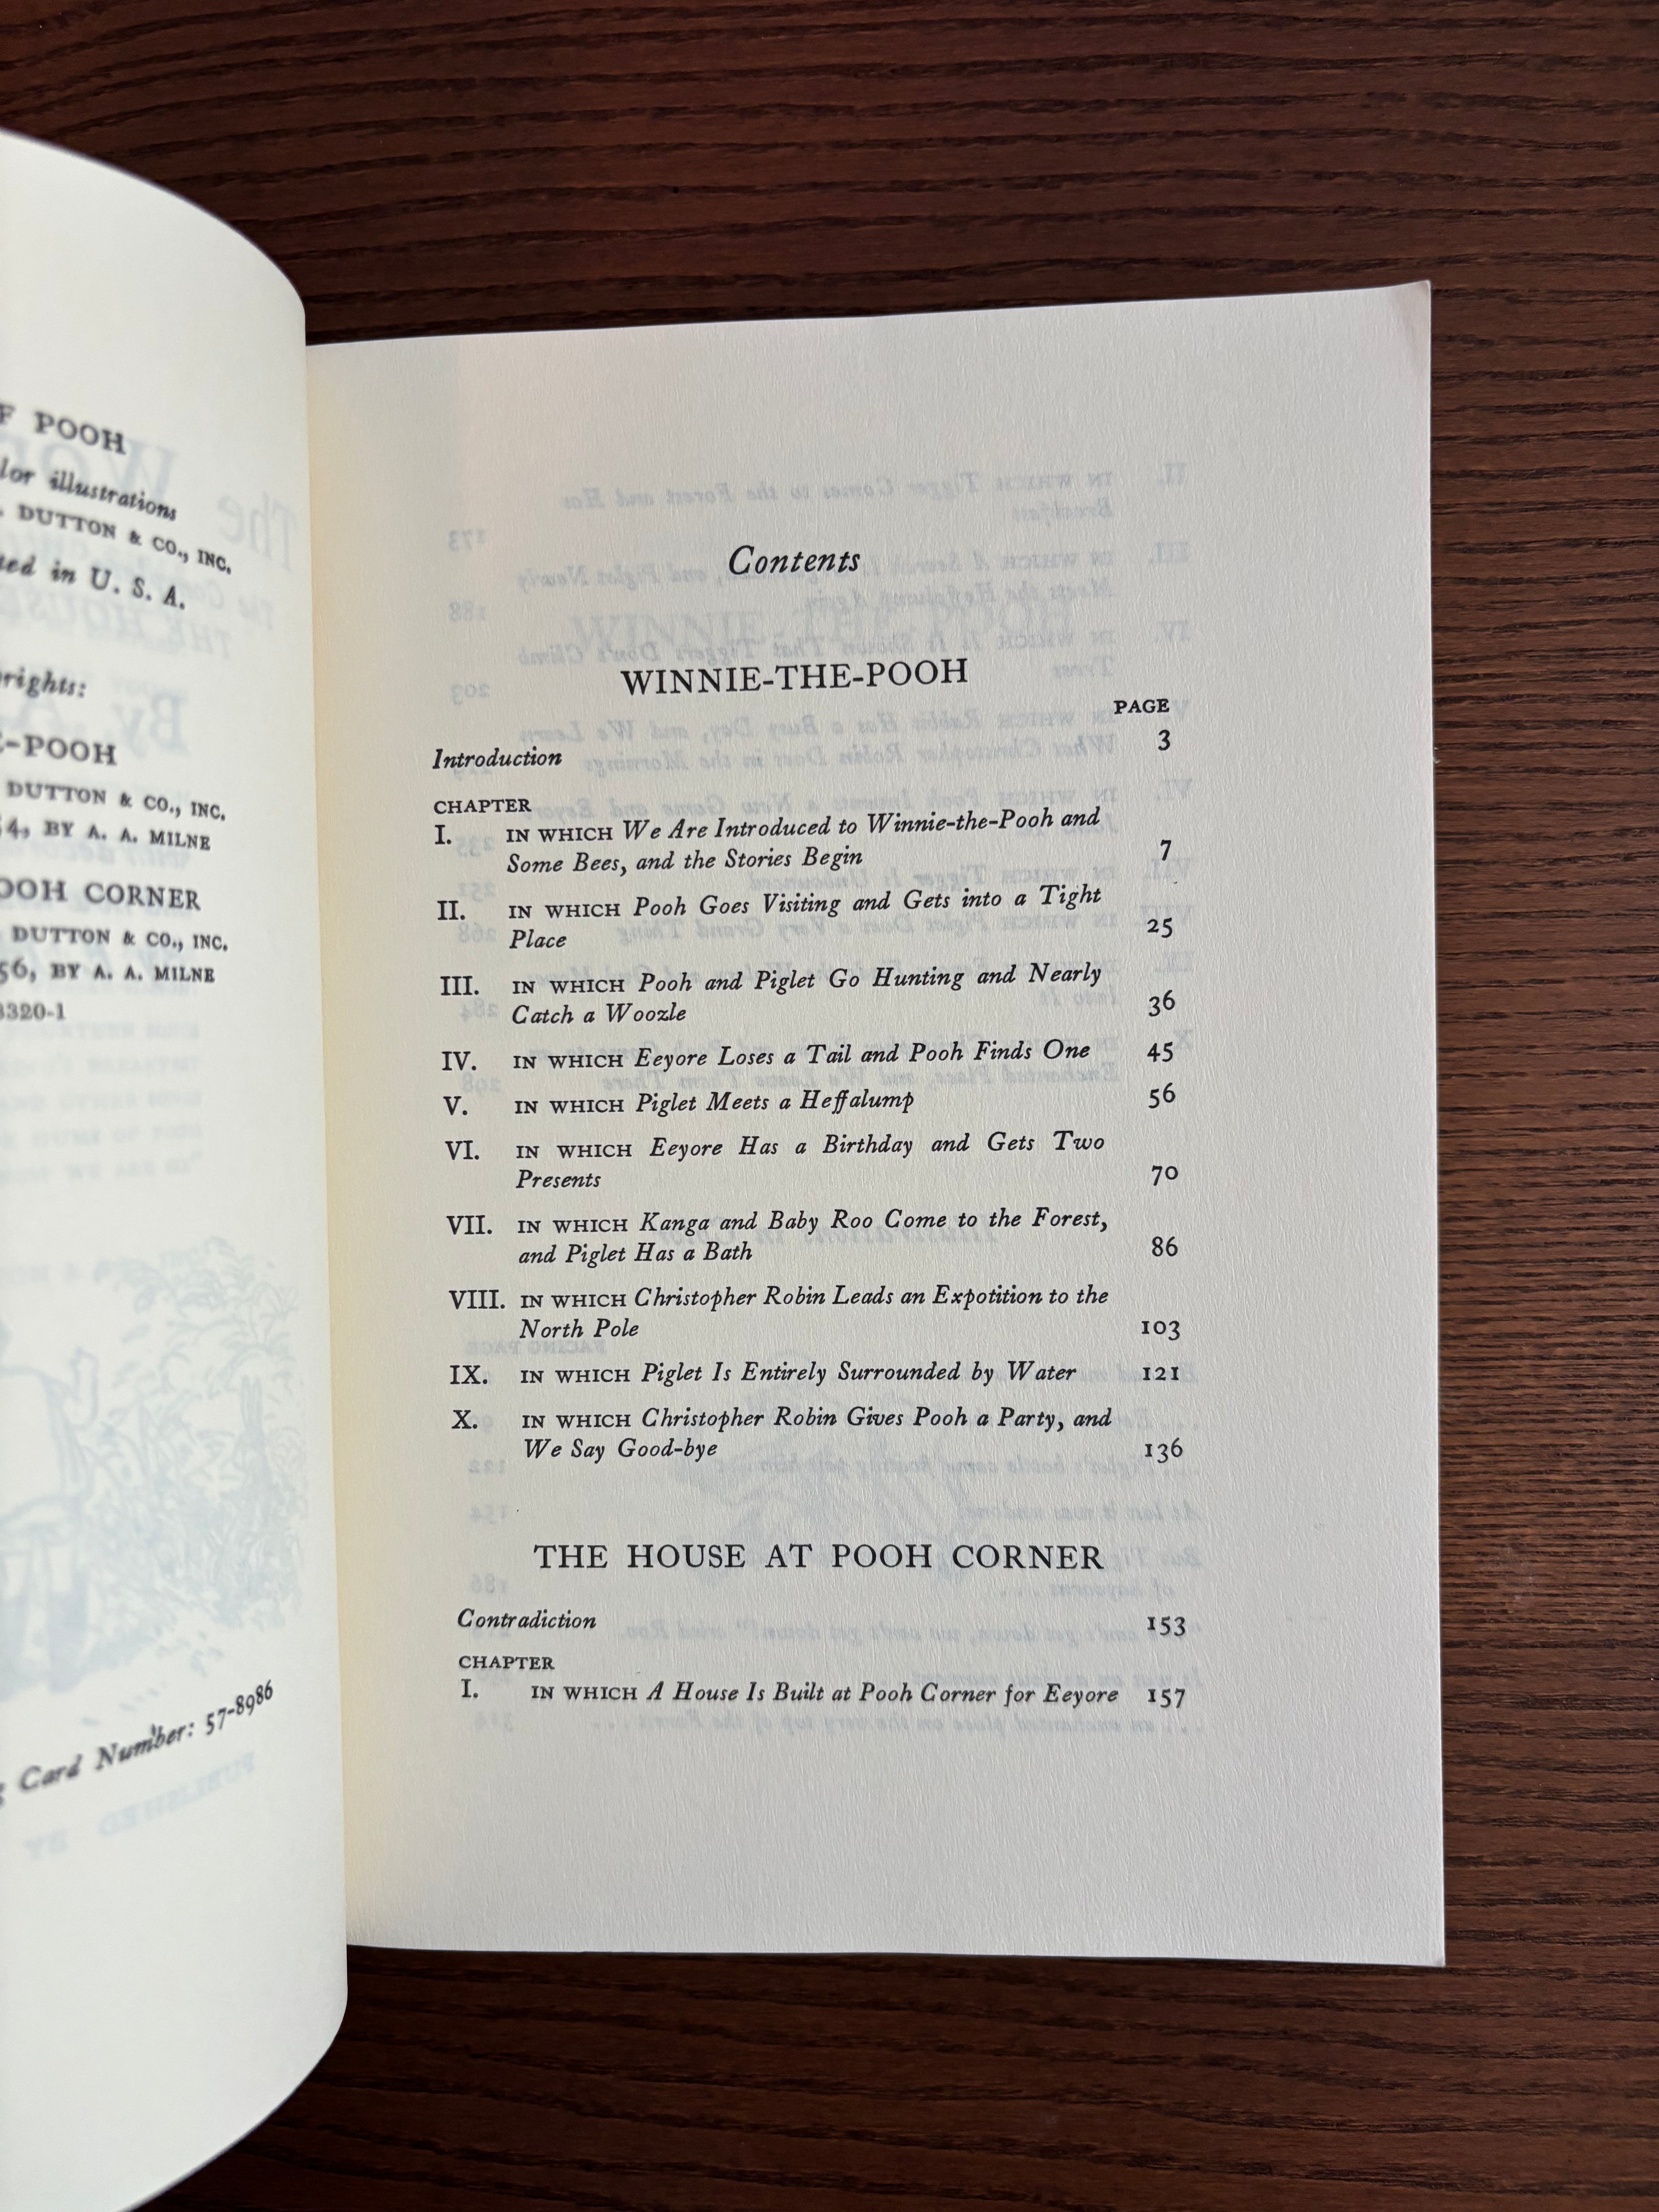 F POOH
lor illustrations
. DUTTON & CO., INC.
ed in U. S. A.
rights:
E-POOH
DUTTON & CO., INC.
54, BY A. A. MILNE
OOH CORNER
DUTTON & CO., INC.
56, BY A. A. MILNE
3320-1
Card Number: 57-8986
Contents
WINNIE-THE-POOH
PAGE
Introduction 3
CHAPTER
I. IN WHICH We Are Introduced to Winnie-the-Pooh and
Some Bees, and the Stories Begin 7
II. IN WHICH Pooh Goes Visiting and Gets into a Tight
Place 25
III. IN WHICH Pooh and Piglet Go Hunting and Nearly
Catch a Woozle 36
IV. IN WHICH Eeyore Loses a Tail and Pooh Finds One 45
V. IN WHICH Piglet Meets a Heffalump 56
VI. IN WHICH Eeyore Has a Birthday and Gets Two
Presents 70
VII. IN WHICH Kanga and Baby Roo Come to the Forest,
and Piglet Has a Bath 86
VIII. IN WHICH Christopher Robin Leads an Expotition to the
North Pole 103
IX. IN WHICH Piglet Is Entirely Surrounded by Water 121
X. IN WHICH Christopher Robin Gives Pooh a Party, and
We Say Good-bye 136
THE HOUSE AT POOH CORNER
Contradiction 153
CHAPTER
I. IN WHICH A House Is Built at Pooh Corner for Eeyore 157